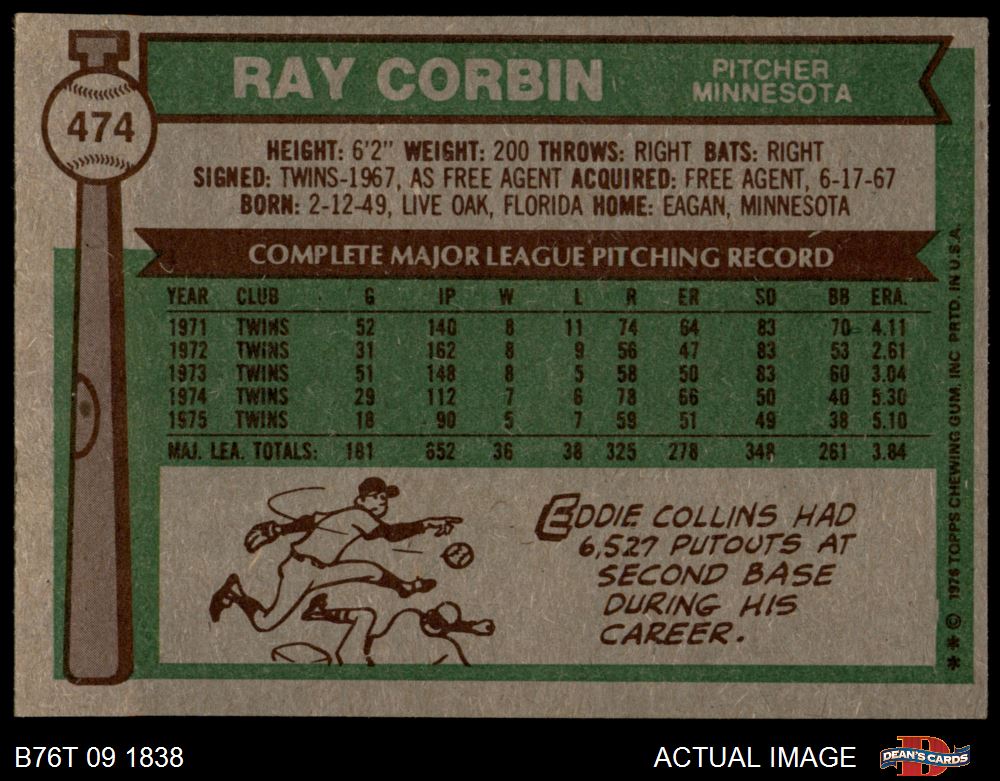 474
RAY CORBIN
PITCHER
MINNESOTA
HEIGHT: 6'2" WEIGHT: 200 THROWS: RIGHT BATS: RIGHT
SIGNED: TWINS-1967, AS FREE AGENT ACQUIRED: FREE AGENT, 6-17-67
BORN: 2-12-49, LIVE OAK, FLORIDA HOME: EAGAN, MINNESOTA
COMPLETE MAJOR LEAGUE PITCHING RECORD
YEAR CLUB G IP W L R ER SO BB ERA.
1971 TWINS 52 140 8 11 74 64 83 70 4.11
1972 TWINS 31 162 8 9 56 47 83 53 2.61
1973 TWINS 51 148 8 5 58 50 83 60 3.04
1974 TWINS 29 112 7 6 78 66 50 40 5.30
1975 TWINS 18 90 5 7 59 51 49 38 5.10
MAJ. LEA. TOTALS: 181 652 36 38 325 278 348 261 3.84
EDDIE COLLINS HAD
6,527 PUTOUTS AT
SECOND BASE
DURING HIS
CAREER.
** © 1976 TOPPS CHEWING GUM, INC PRTD. IN U.S.A.
B76T 09 1838
ACTUAL IMAGE
DEAN'S CARDS